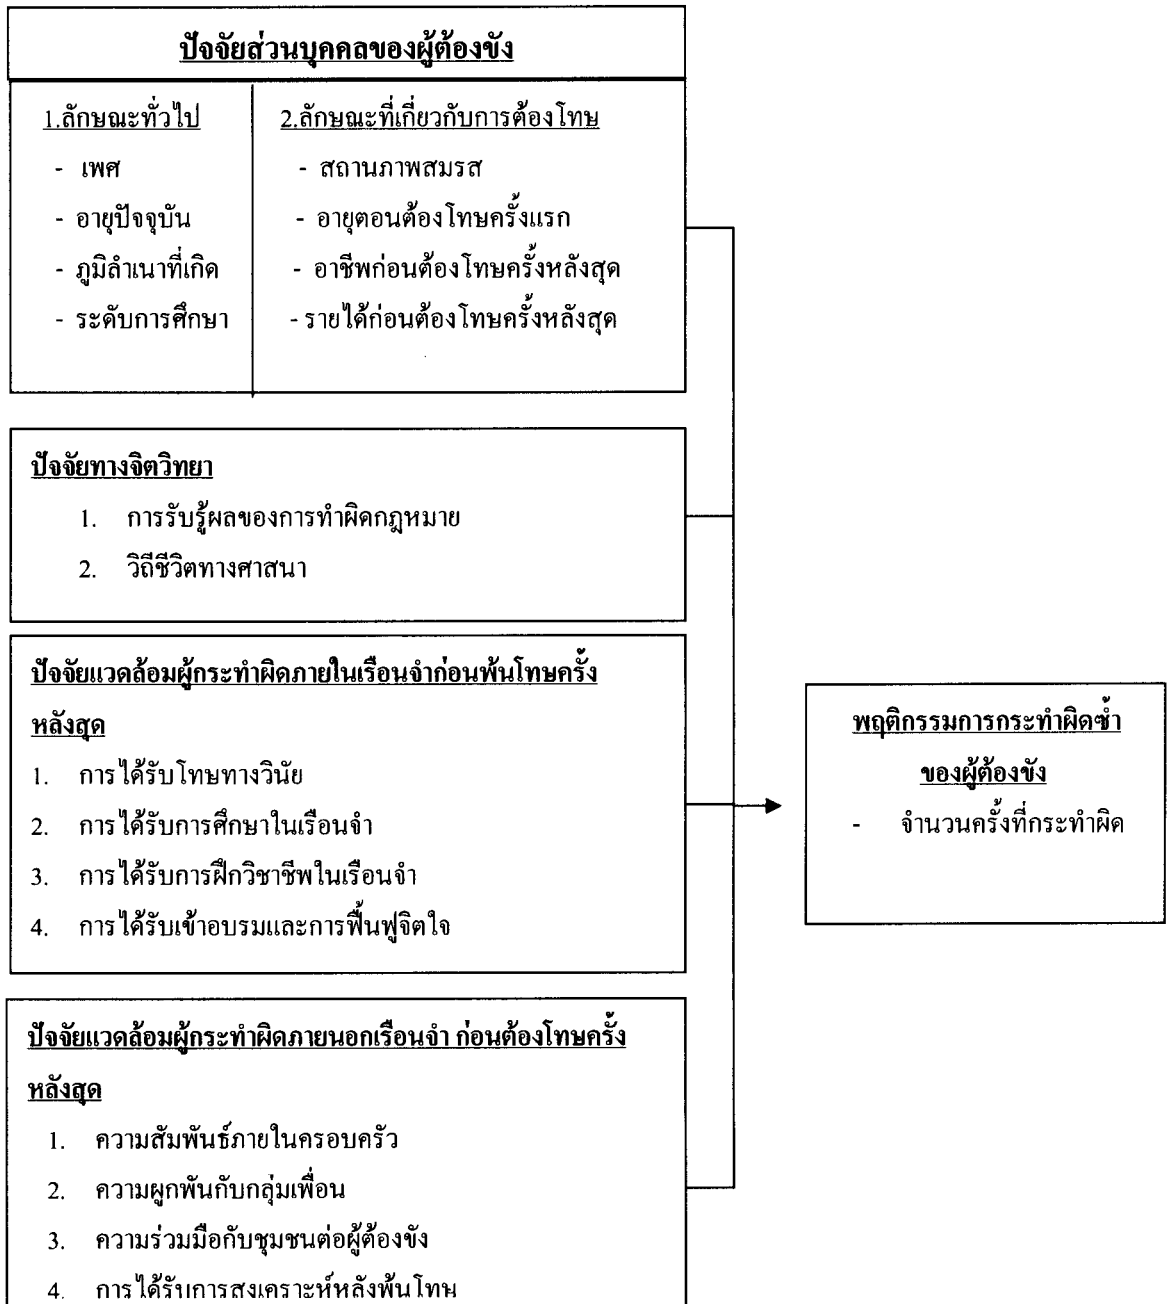 ปัจจัยส่วนบุคคลของผู้ต้องขัง
1.ลักษณะทั่วไป
- เพศ
- อายุปัจจุบัน
- ภูมิลำเนาที่เกิด
- ระดับการศึกษา
2.ลักษณะที่เกี่ยวกับการต้องโทษ
- สถานภาพสมรส
- อายุตอนต้องโทษครั้งแรก
- อาชีพก่อนต้องโทษครั้งหลังสุด
- รายได้ก่อนต้องโทษครั้งหลังสุด
ปัจจัยทางจิตวิทยา
1. การรับรู้ผลของการทำผิดกฎหมาย
2. วิถีชีวิตทางศาสนา
ปัจจัยแวดล้อมผู้กระทำผิดภายในเรือนจำก่อนพ้นโทษครั้ง
หลังสุด
1. การได้รับโทษทางวินัย
2. การได้รับการศึกษาในเรือนจำ
3. การได้รับการฝึกวิชาชีพในเรือนจำ
4. การได้รับเข้าอบรมและการฟื้นฟูจิตใจ
ปัจจัยแวดล้อมผู้กระทำผิดภายนอกเรือนจำ ก่อนต้องโทษครั้ง
หลังสุด
1. ความสัมพันธ์ภายในครอบครัว
2. ความผูกพันกับกลุ่มเพื่อน
3. ความร่วมมือกับชุมชนต่อผู้ต้องขัง
4. การได้รับการสงเคราะห์หลังพ้นโทษ
พฤติกรรมการกระทำผิดซ้ำ
ของผู้ต้องขัง
- จำนวนครั้งที่กระทำผิด